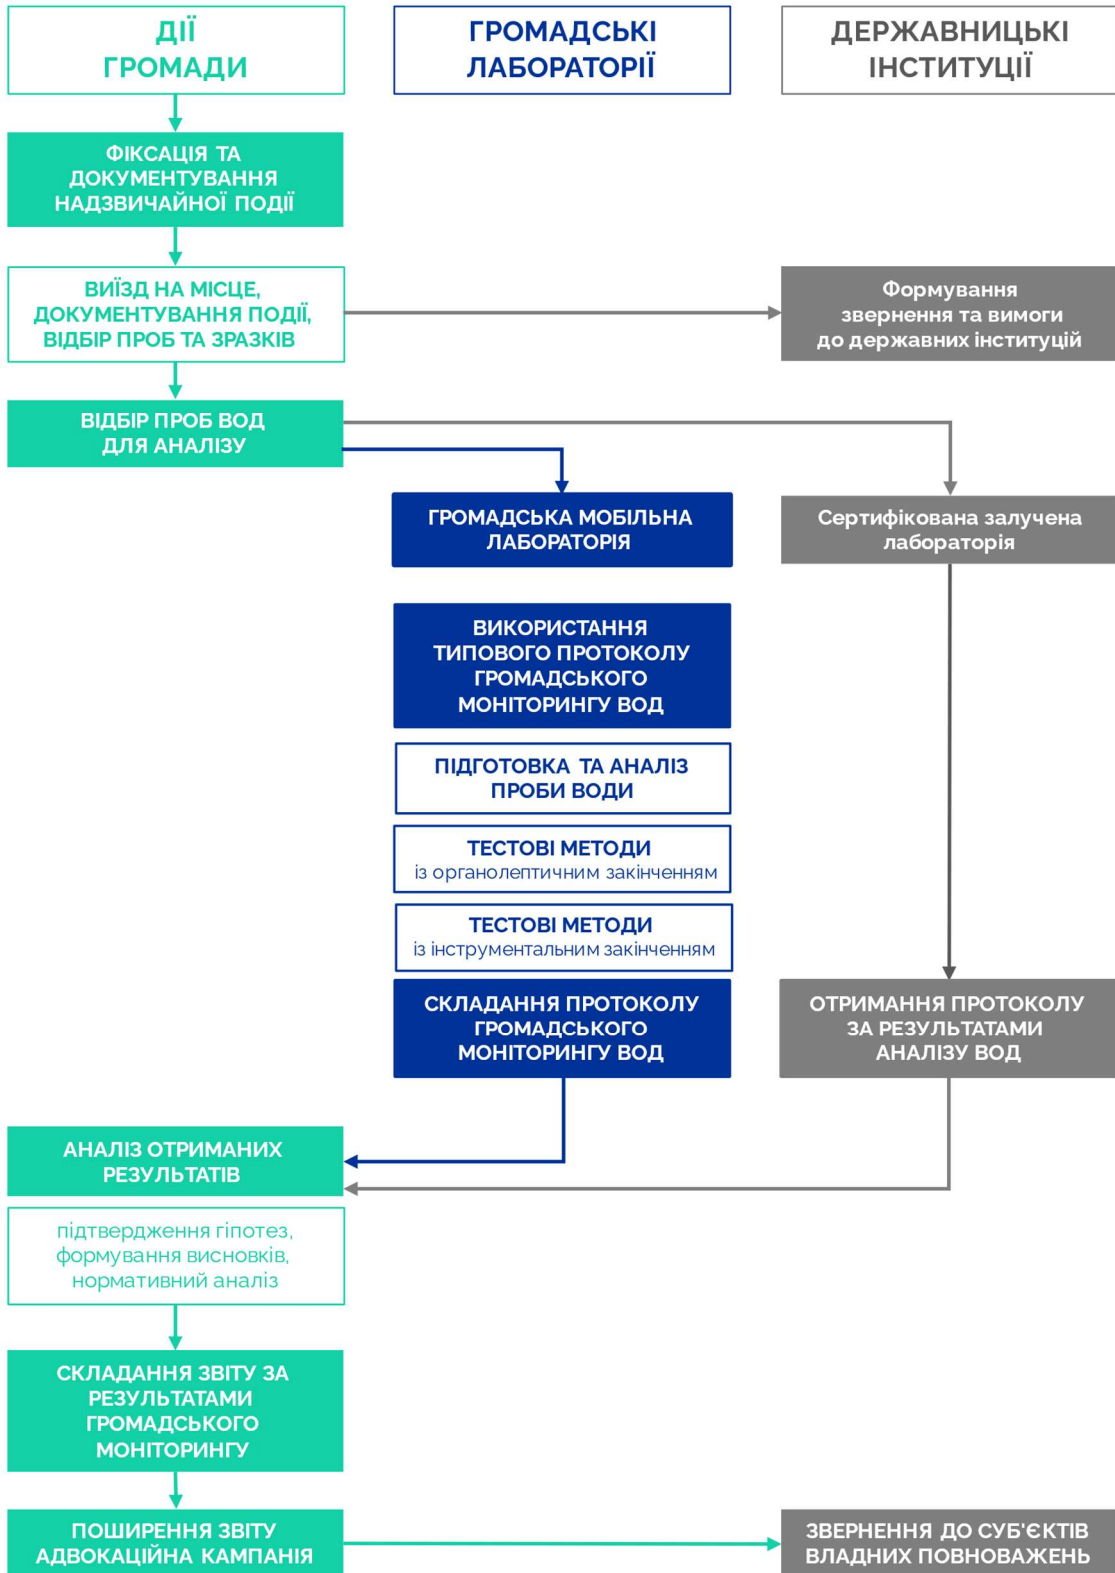 ДІЇ
ГРОМАДИ
ГРОМАДСЬКІ
ЛАБОРАТОРІЇ
ДЕРЖАВНИЦЬКІ
ІНСТИТУЦІЇ
ФІКСАЦІЯ ТА
ДОКУМЕНТУВАННЯ
НАДЗВИЧАЙНОЇ ПОДІЇ
ВИЇЗД НА МІСЦЕ,
ДОКУМЕНТУВАННЯ ПОДІЇ,
ВІДБІР ПРОБ ТА ЗРАЗКІВ
Формування
звернення та вимоги
до державних інституцій
ВІДБІР ПРОБ ВОД
ДЛЯ АНАЛІЗУ
ГРОМАДСЬКА МОБІЛЬНА
ЛАБОРАТОРІЯ
Сертифікована залучена
лабораторія
ВИКОРИСТАННЯ
ТИПОВОГО ПРОТОКОЛУ
ГРОМАДСЬКОГО
МОНІТОРИНГУ ВОД
ПІДГОТОВКА ТА АНАЛІЗ
ПРОБИ ВОДИ
ТЕСТОВІ МЕТОДИ
із органолептичним закінченням
ТЕСТОВІ МЕТОДИ
із інструментальним закінченням
СКЛАДАННЯ ПРОТОКОЛУ
ГРОМАДСЬКОГО
МОНІТОРИНГУ ВОД
ОТРИМАННЯ ПРОТОКОЛУ
ЗА РЕЗУЛЬТАТАМИ
АНАЛІЗУ ВОД
АНАЛІЗ ОТРИМАНИХ
РЕЗУЛЬТАТІВ
підтвердження гіпотез,
формування висновків,
нормативний аналіз
СКЛАДАННЯ ЗВІТУ ЗА
РЕЗУЛЬТАТАМИ
ГРОМАДСЬКОГО
МОНІТОРИНГУ
ПОШИРЕННЯ ЗВІТУ
АДВОКАЦІЙНА КАМПАНІЯ
ЗВЕРНЕННЯ ДО СУБ'ЄКТІВ
ВЛАДНИХ ПОВНОВАЖЕНЬ